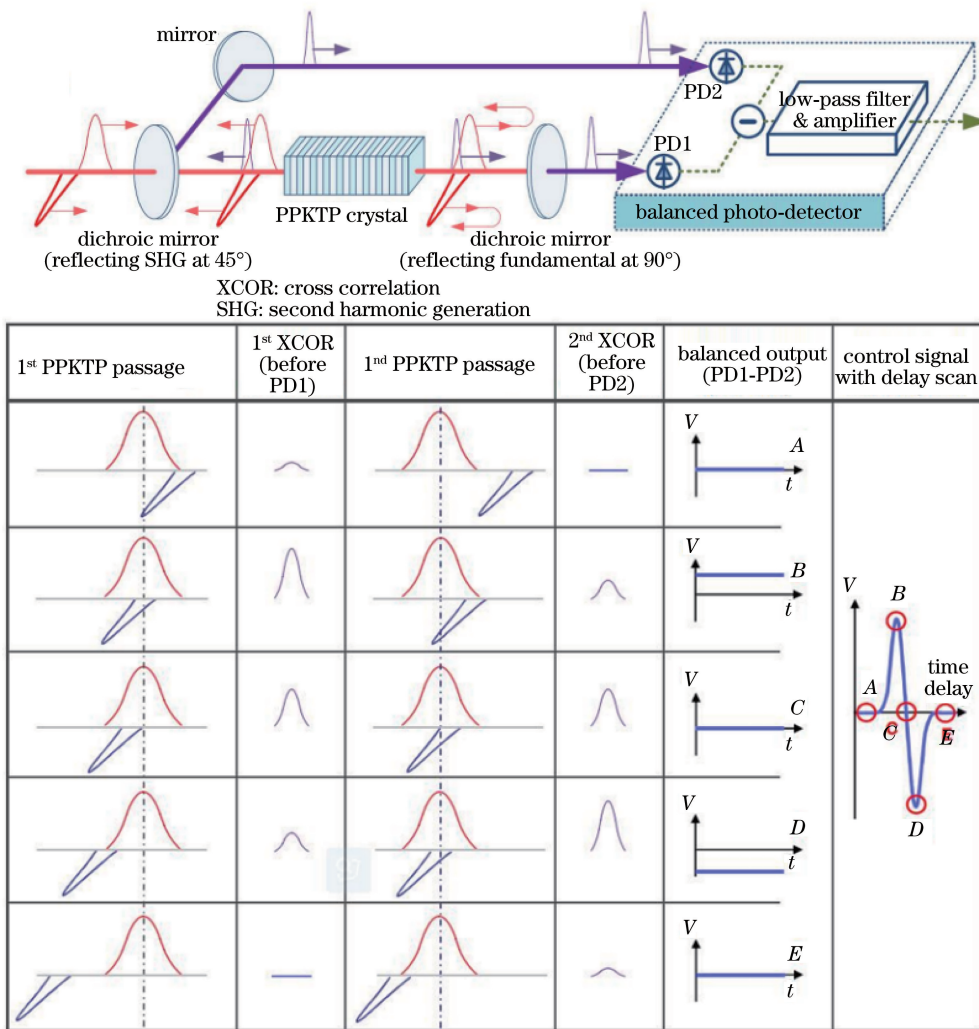 mirror
PD2
low-pass filter
& amplifier
PD1
PPKTP crystal
balanced photo-detector
dichroic mirror
(reflecting SHG at 45°)
dichroic mirror
(reflecting fundamental at 90°)
XCOR: cross correlation
SHG: second harmonic generation
1st PPKTP passage
1st XCOR
(before
PD1)
1nd PPKTP passage
2nd XCOR
(before
PD2)
balanced output
(PD1-PD2)
control signal
with delay scan
V
A
t
V
B
t
V
C
t
V
D
t
V
E
t
V
B
A
time
delay
C
E
D